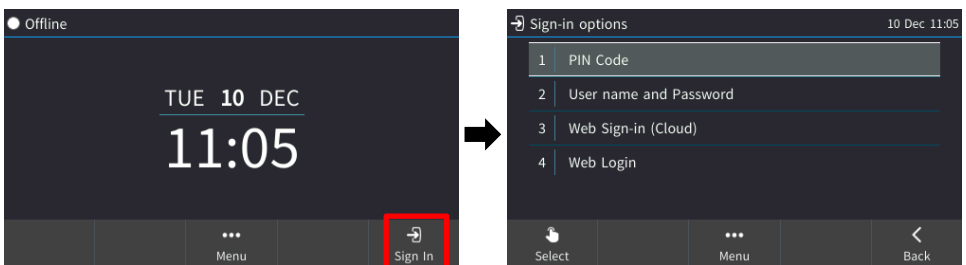 Offline
TUE 10 DEC
11:05
Menu
Sign In
Sign-in options
10 Dec 11:05
1 PIN Code
2 User name and Password
3 Web Sign-in (Cloud)
4 Web Login
Select
Menu
Back